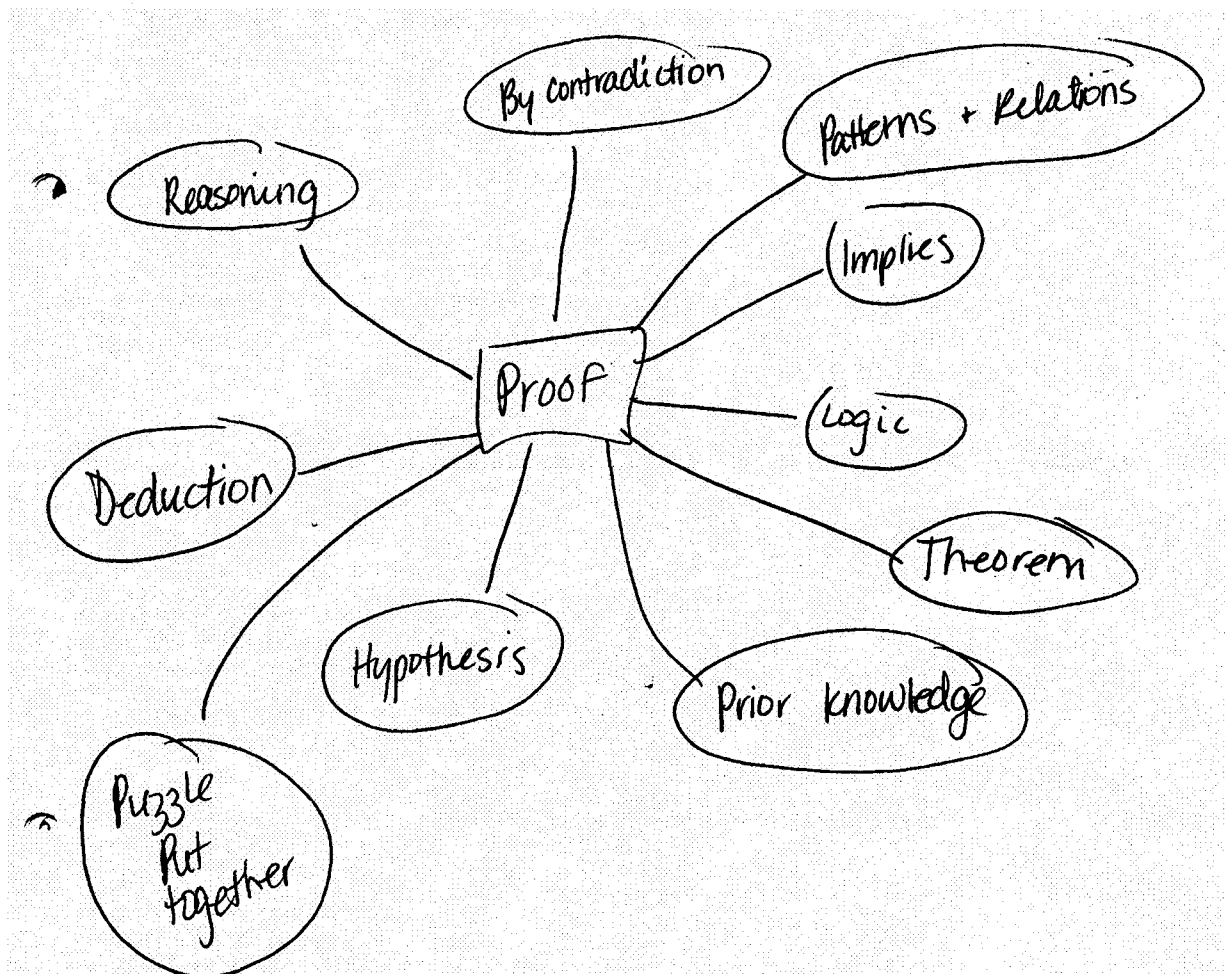 By contradiction
Patterns + Relations
Reasoning
Implies
Proof
Logic
Deduction
Theorem
Hypothesis
Prior knowledge
Puzzle
Put
together